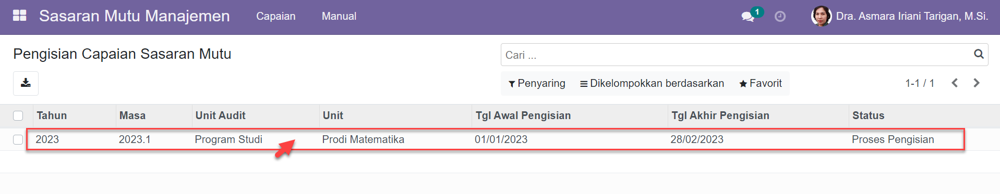 Sasaran Mutu Manajemen Capaian Manual 1 Dra. Asmara Iriani Tarigan, M.Si.
Pengisian Capaian Sasaran Mutu
Cari ...
Penyaring Dikelompokkan berdasarkan Favorit 1-1 / 1
Tahun Masa Unit Audit Unit Tgl Awal Pengisian Tgl Akhir Pengisian Status
2023 2023.1 Program Studi Prodi Matematika 01/01/2023 28/02/2023 Proses Pengisian